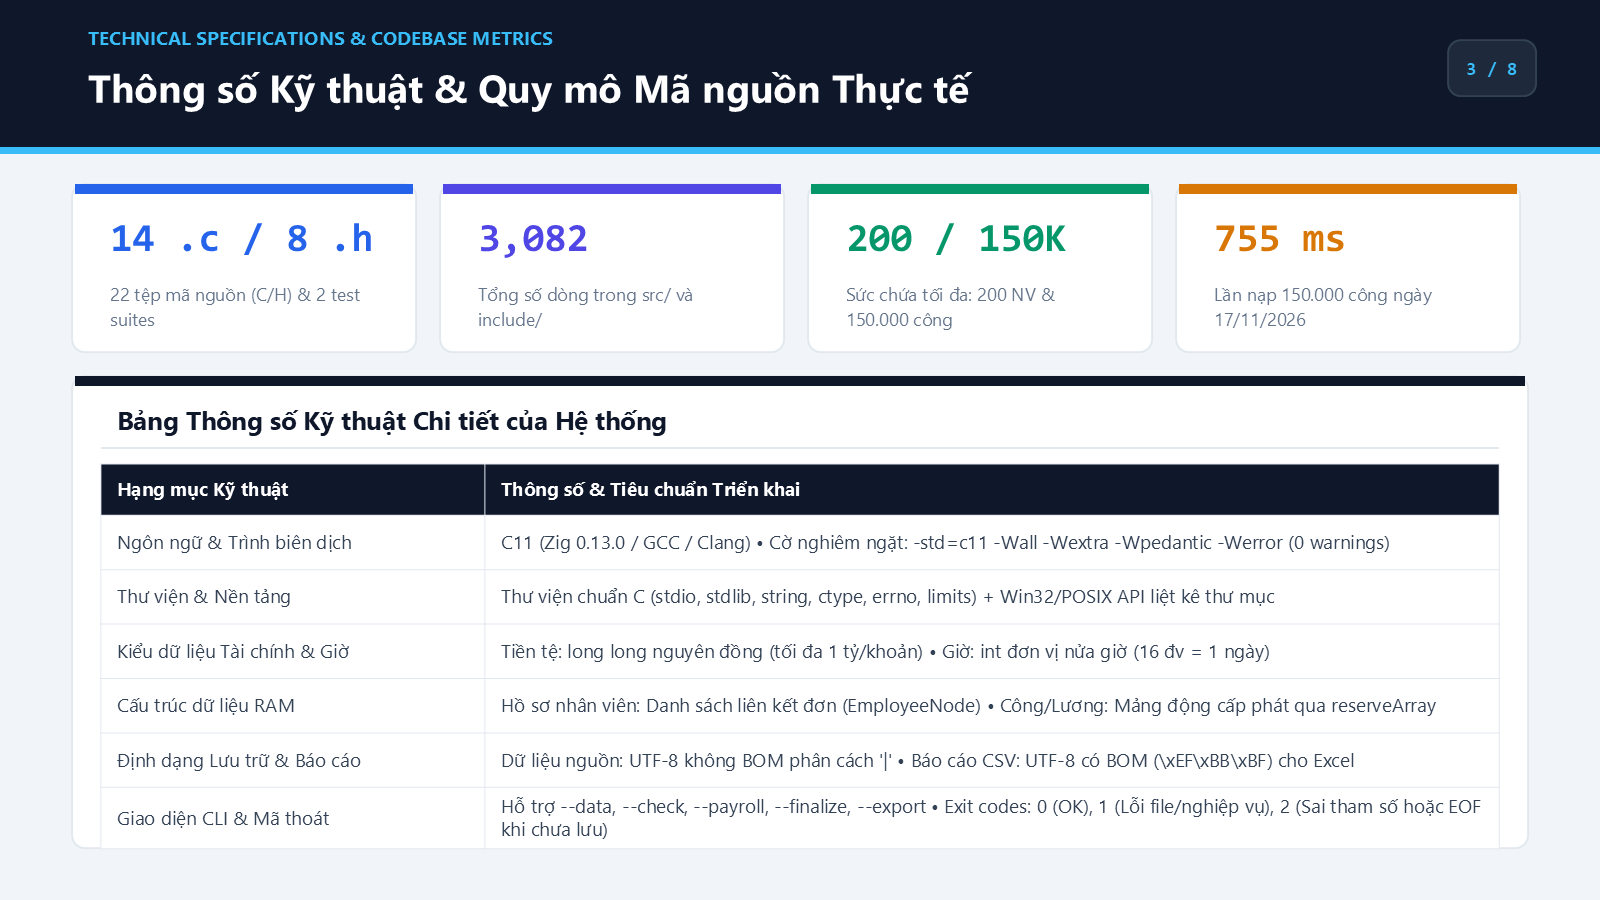 TECHNICAL SPECIFICATIONS & CODEBASE METRICS
Thông số Kỹ thuật & Quy mô Mã nguồn Thực tế
3 / 8
14 .c / 8 .h
22 tệp mã nguồn (C/H) & 2 test
suites
3,082
Tổng số dòng trong src/ và
include/
200 / 150K
Sức chứa tối đa: 200 NV &
150.000 công
755 ms
Lần nạp 150.000 công ngày
17/11/2026
Bảng Thông số Kỹ thuật Chi tiết của Hệ thống
Hạng mục Kỹ thuật
Thông số & Tiêu chuẩn Triển khai
Ngôn ngữ & Trình biên dịch
C11 (Zig 0.13.0 / GCC / Clang) • Cờ nghiêm ngặt: -std=c11 -Wall -Wextra -Wpedantic -Werror (0 warnings)
Thư viện & Nền tảng
Thư viện chuẩn C (stdio, stdlib, string, ctype, errno, limits) + Win32/POSIX API liệt kê thư mục
Kiểu dữ liệu Tài chính & Giờ
Tiền tệ: long long nguyên đồng (tối đa 1 tỷ/khoản) • Giờ: int đơn vị nửa giờ (16 đv = 1 ngày)
Cấu trúc dữ liệu RAM
Hồ sơ nhân viên: Danh sách liên kết đơn (EmployeeNode) • Công/Lương: Mảng động cấp phát qua reserveArray
Định dạng Lưu trữ & Báo cáo
Dữ liệu nguồn: UTF-8 không BOM phân cách '|' • Báo cáo CSV: UTF-8 có BOM (\xEF\xBB\xBF) cho Excel
Giao diện CLI & Mã thoát
Hỗ trợ --data, --check, --payroll, --finalize, --export • Exit codes: 0 (OK), 1 (Lỗi file/nghiệp vụ), 2 (Sai tham số hoặc EOF
khi chưa lưu)